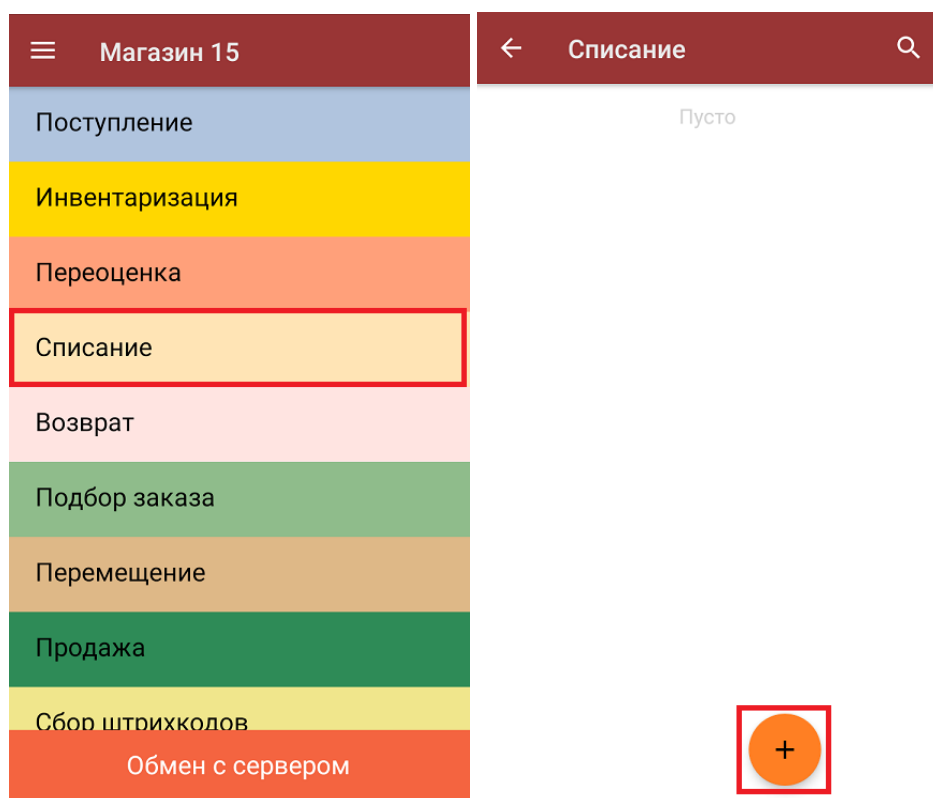 Магазин 15
Поступление
Инвентаризация
Переоценка
Списание
Возврат
Подбор заказа
Перемещение
Продажа
Сбор штрихкодов
Обмен с сервером
Списание
Пусто
+